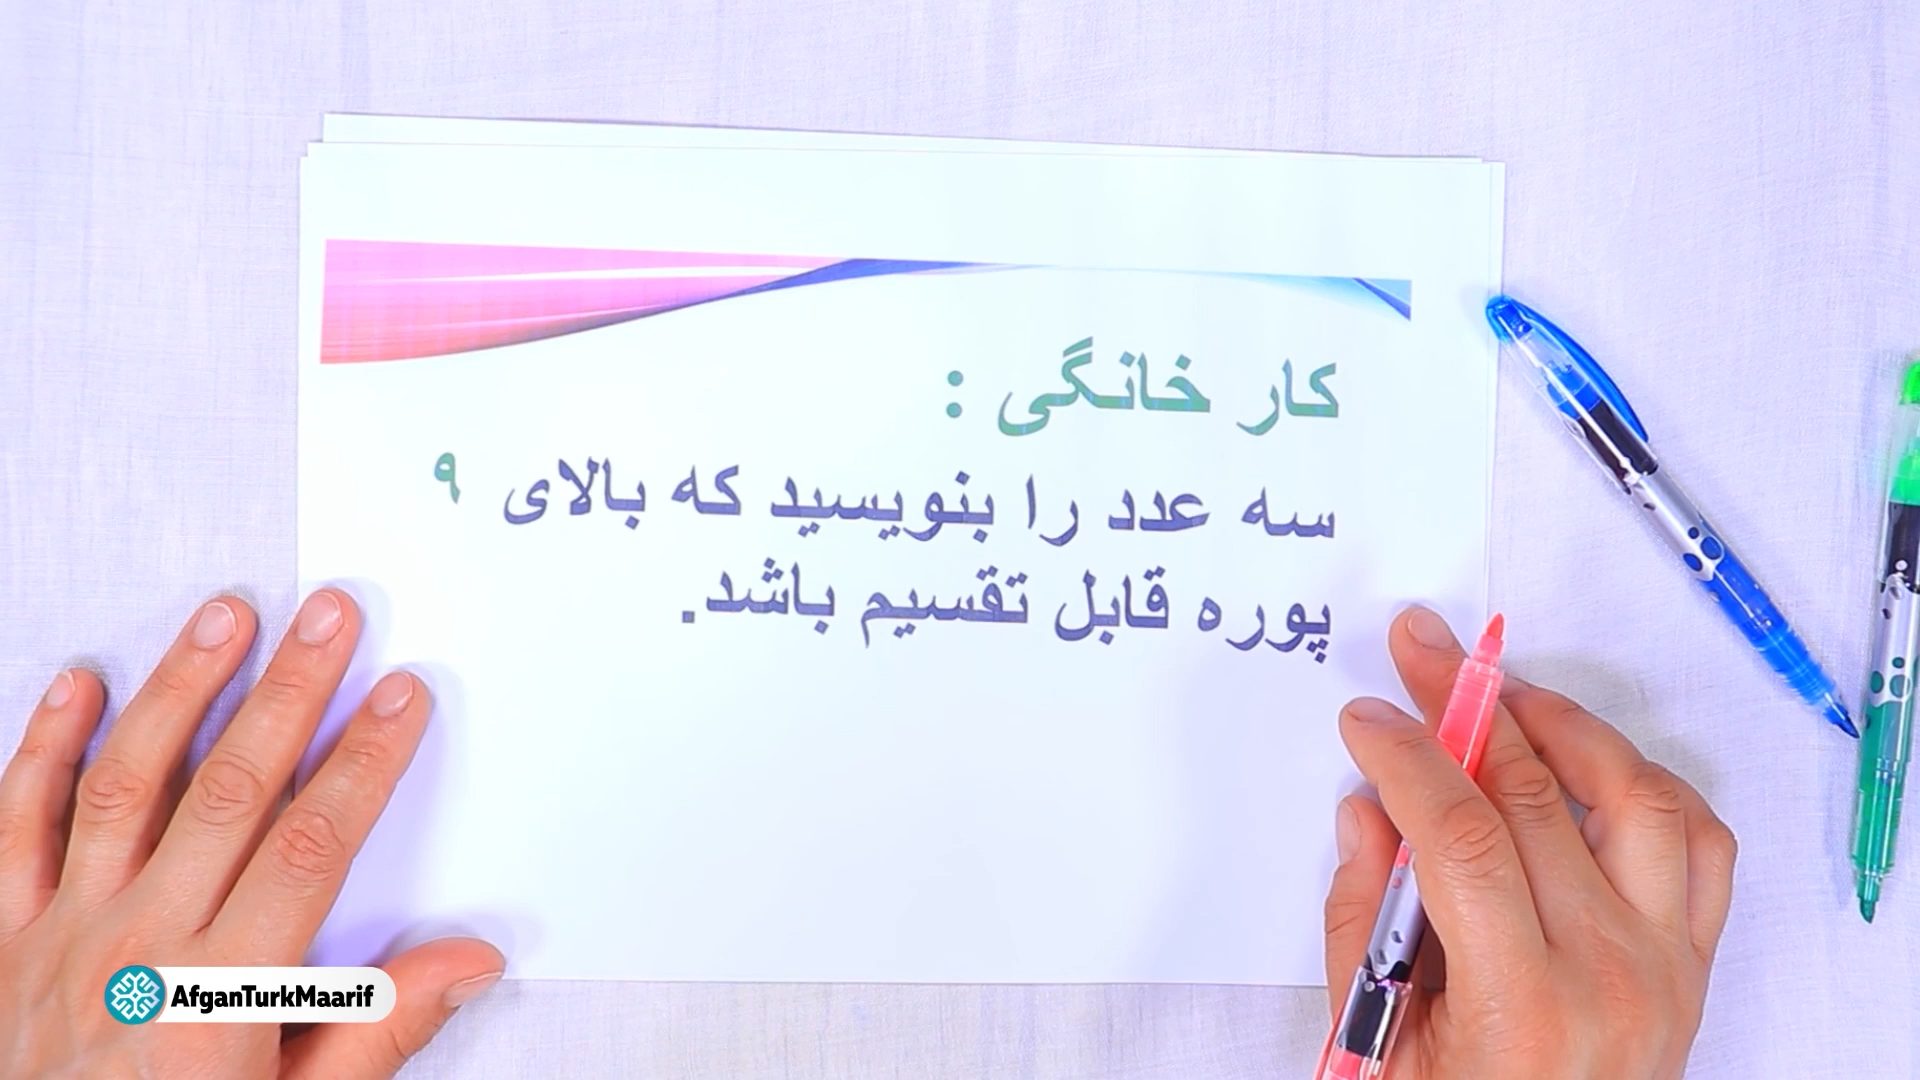 کار خانگی :
سه عدد را بنویسید که بالای ۹
پوره قابل تقسیم باشد.
AfganTurkMaarif